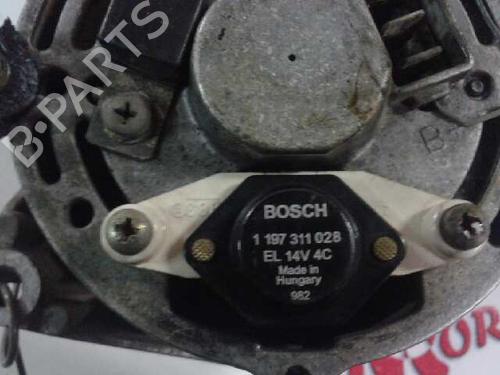 B-PARTS
B+
BOSCH
1 197 311 028
EL 14V 4C
Made in
Hungary
982